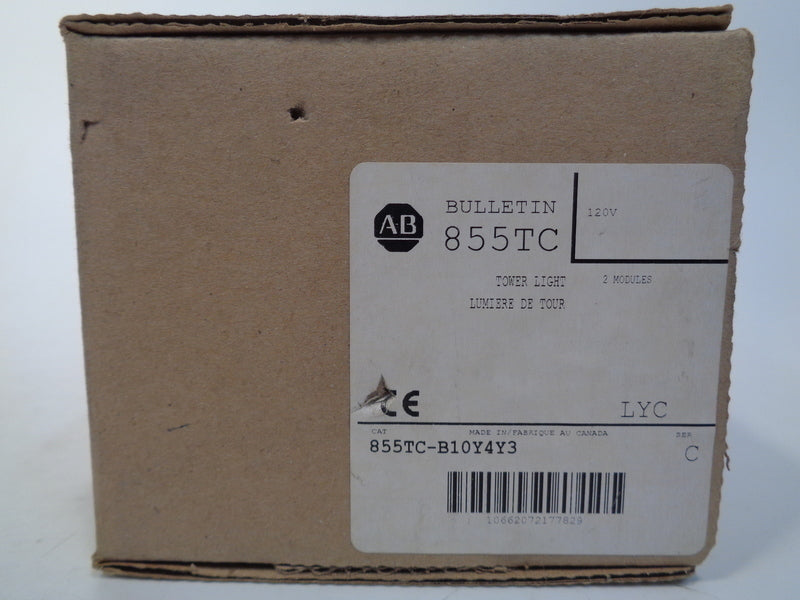 AB
BULLETIN
855TC
120V
TOWER LIGHT
2 MODULES
LUMIERE DE TOUR
CE
LYC
CAT
MADE IN/FABRIQUE AU CANADA
SER
855TC-B10Y4Y3
C
10662072177829